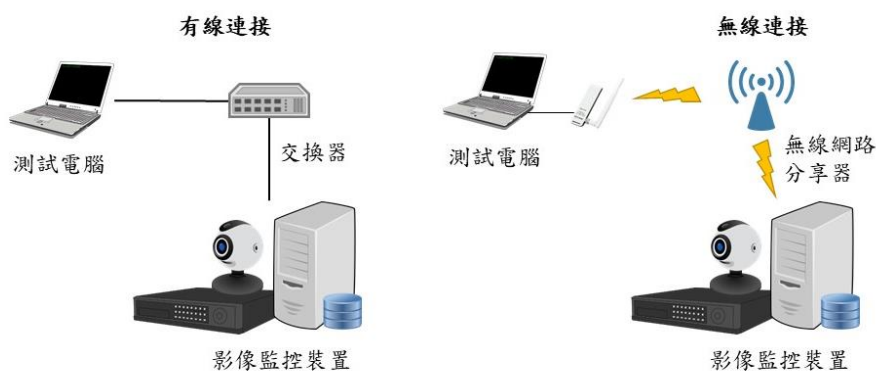 有線連接
測試電腦
交換器
影像監控裝置
無線連接
測試電腦
無線網路
分享器
影像監控裝置